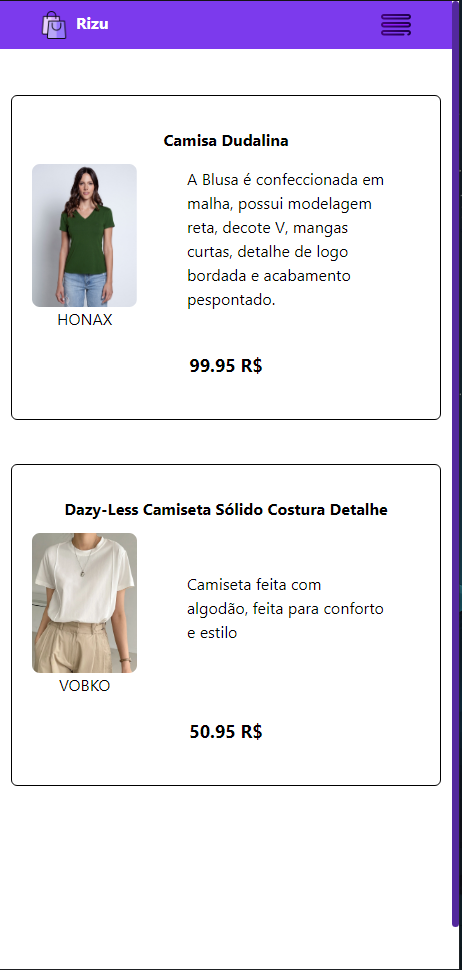 Rizu
Camisa Dudalina
A Blusa é confeccionada em
malha, possui modelagem
reta, decote V, mangas
curtas, detalhe de logo
bordada e acabamento
pespontado.
HONAX
99.95 R$
Dazy-Less Camiseta Sólido Costura Detalhe
Camiseta feita com
algodão, feita para conforto
e estilo
VOBKO
50.95 R$